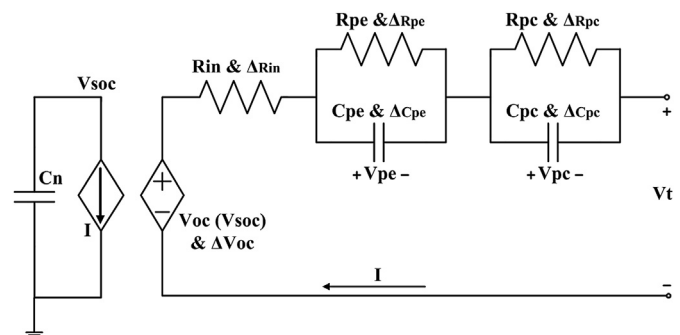 Rpe &ΔRpe
Rpc & ΔRpc
Rin & ΔRin
Vsoc
Cpe & ΔCpe
Cpc & ΔCpc
+
Cn
+Vpe–
+Vpc–
Vt
+
–
I
Voc (Vsoc)
& ΔVoc
I
–